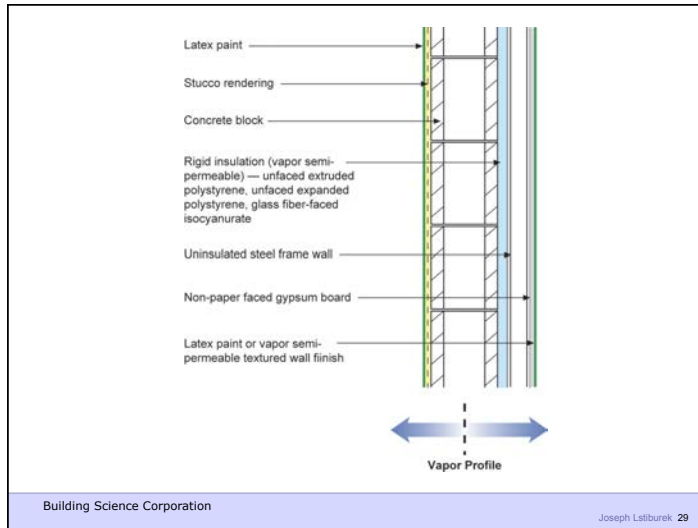 Latex paint
Stucco rendering
Concrete block
Rigid insulation (vapor semi-
permeable) — unfaced extruded
polystyrene, unfaced expanded
polystyrene, glass fiber-faced
isocyanurate
Uninsulated steel frame wall
Non-paper faced gypsum board
Latex paint or vapor semi-
permeable textured wall fiinish
Vapor Profile
Building Science Corporation
Joseph Lstiburek 29